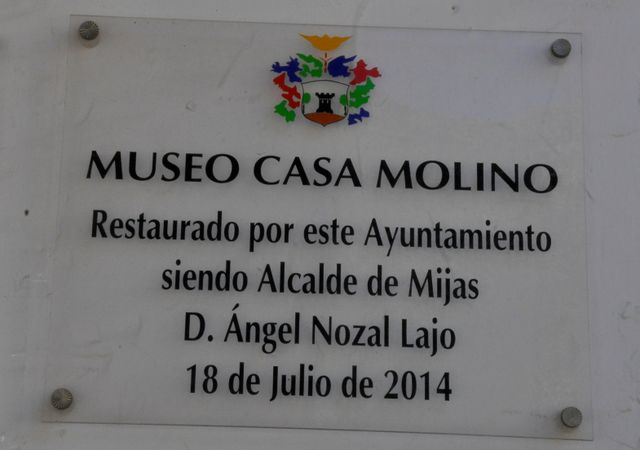 MUSEO CASA MOLINO
Restaurado por este Ayuntamiento
siendo Alcalde de Mijas
D. Ángel Nozal Lajo
18 de Julio de 2014